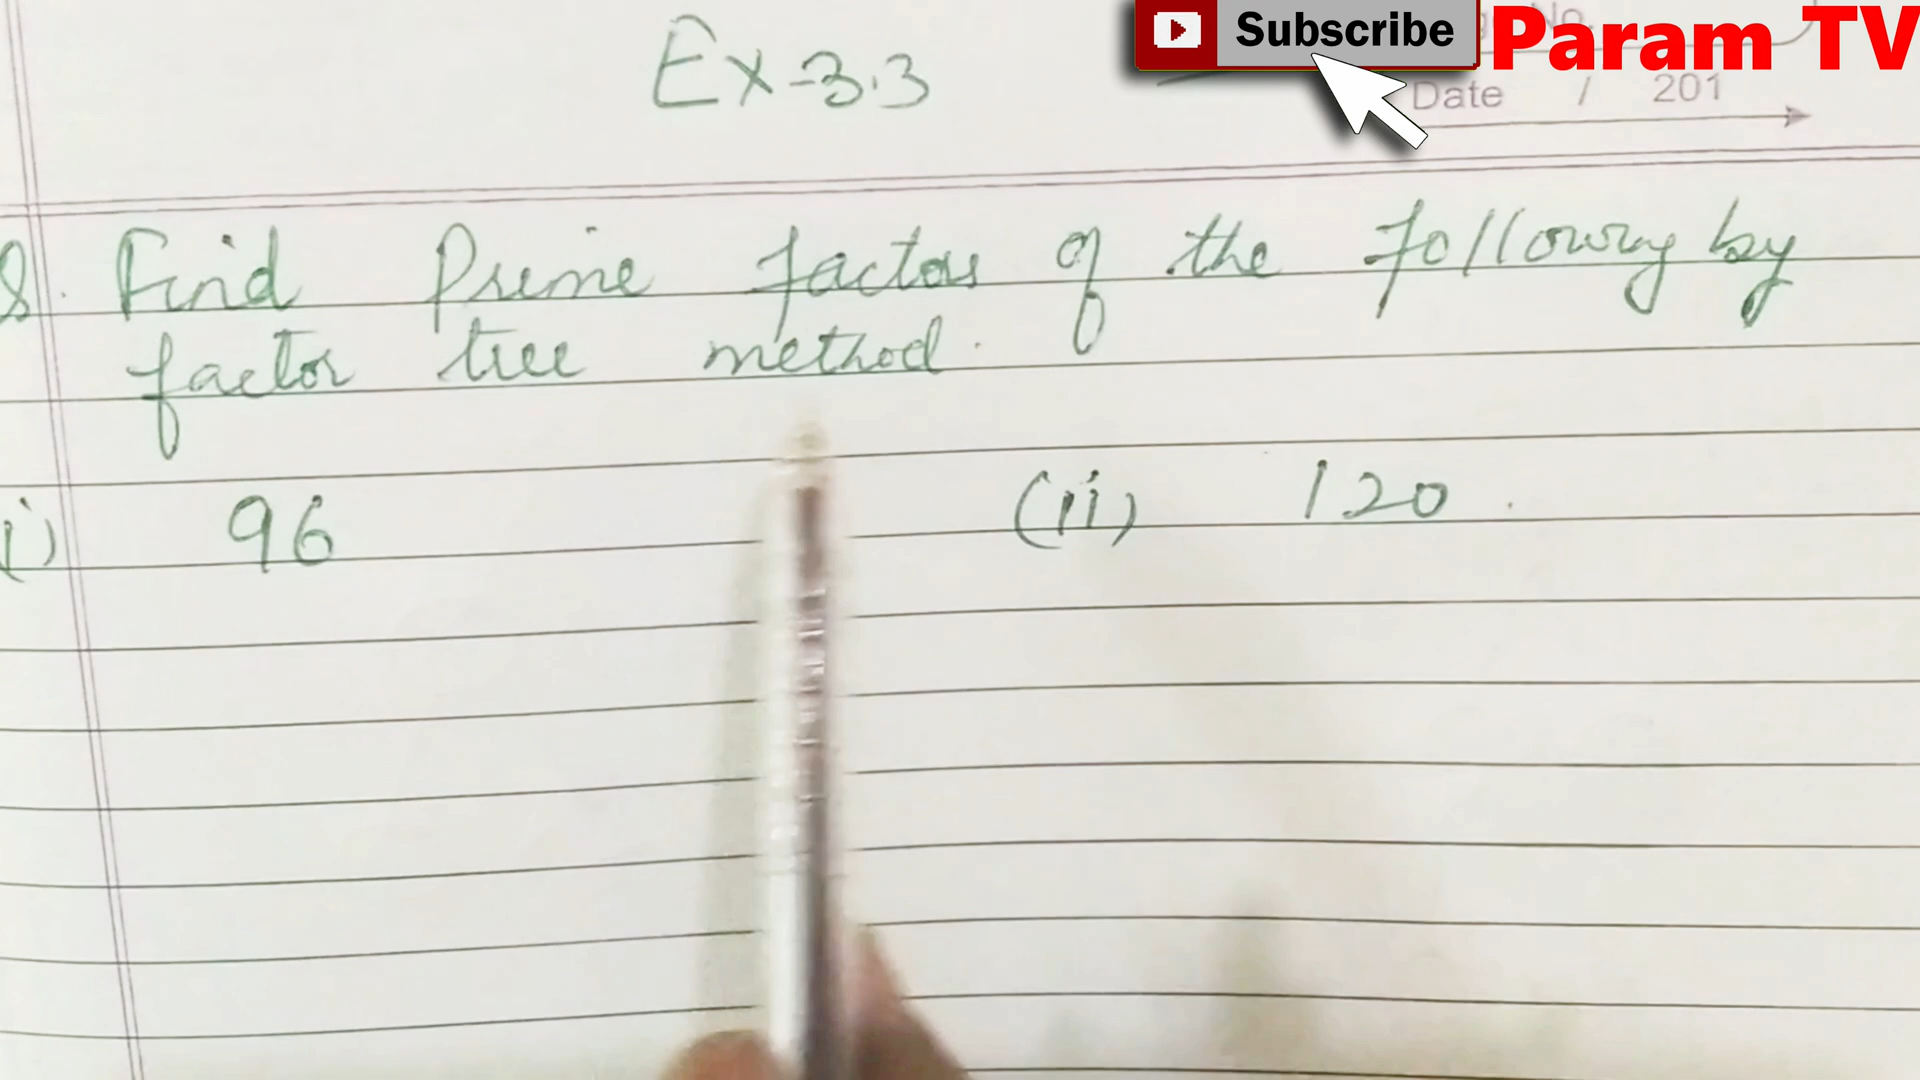 Subscribe
Param TV
No.
Date / 201
Ex-3.3
Q. Find Prime factors of the following by
factor tree method.
(i) 96
(ii) 120.